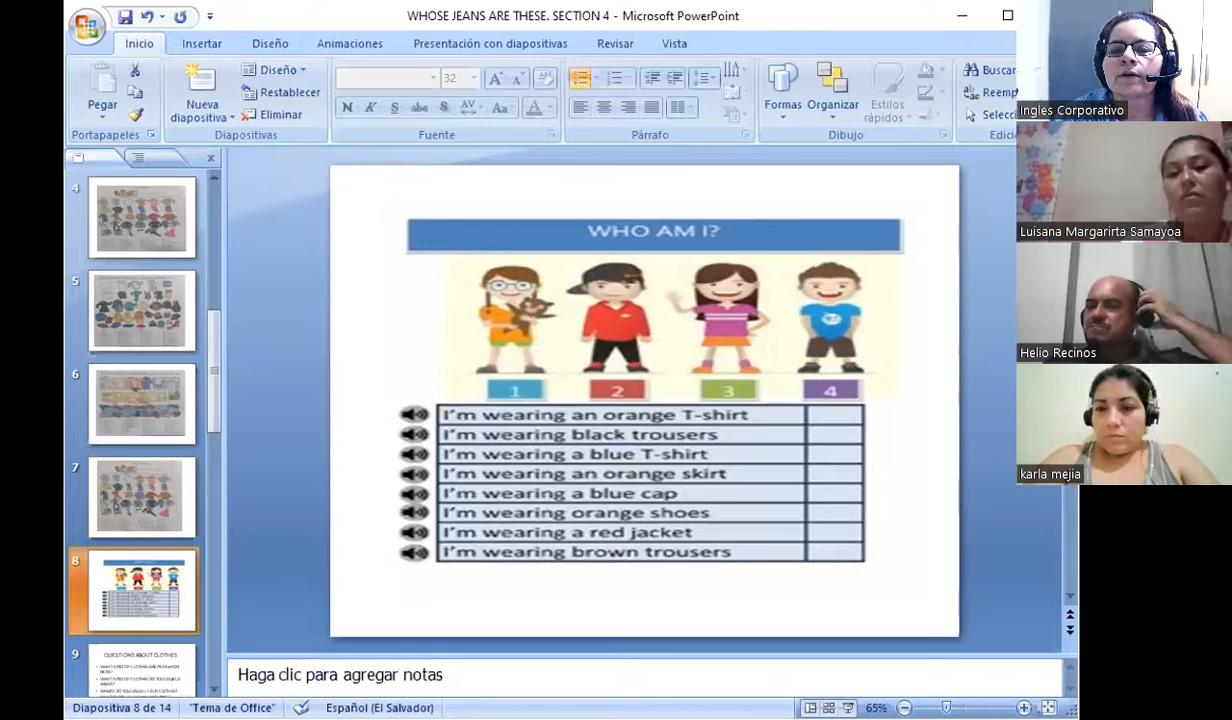 WHOSE JEANS ARE THESE. SECTION 4 - Microsoft PowerPoint
Inicio Insertar Diseño Animaciones Presentación con diapositivas Revisar Vista
Pegar
Nueva diapositiva
Diseño
Restablecer
Eliminar
32
Formas
Organizar
Estilos rápidos
Buscar
Portapapeles Diapositivas Fuente Párrafo Dibujo
Ingles Corporativo
Luisana Margarirta Samayoa
Helio Recinos
karla mejia
4
5
6
7
8
9
QUESTIONS ABOUT CLOTHES
WHO AM I?
1 2 3 4
I'm wearing an orange T-shirt
I'm wearing black trousers
I'm wearing a blue T-shirt
I'm wearing an orange skirt
I'm wearing a blue cap
I'm wearing orange shoes
I'm wearing a red jacket
I'm wearing brown trousers
Haga clic para agregar notas
Diapositiva 8 de 14 "Tema de Office" Español (El Salvador) 65%